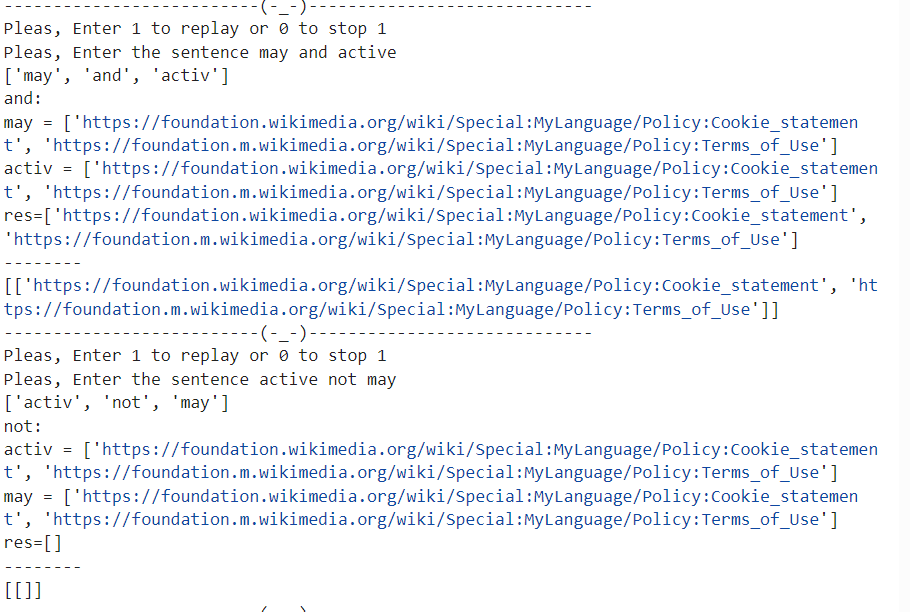 --------------------------(-_-)-----------------------------
Pleas, Enter 1 to replay or 0 to stop 1
Pleas, Enter the sentence may and active
['may', 'and', 'activ']
and:
may = ['https://foundation.wikimedia.org/wiki/Special:MyLanguage/Policy:Cookie_statemen
t', 'https://foundation.m.wikimedia.org/wiki/Special:MyLanguage/Policy:Terms_of_Use']
activ = ['https://foundation.wikimedia.org/wiki/Special:MyLanguage/Policy:Cookie_statemen
t', 'https://foundation.m.wikimedia.org/wiki/Special:MyLanguage/Policy:Terms_of_Use']
res=['https://foundation.wikimedia.org/wiki/Special:MyLanguage/Policy:Cookie_statement',
'https://foundation.m.wikimedia.org/wiki/Special:MyLanguage/Policy:Terms_of_Use']
--------
[['https://foundation.wikimedia.org/wiki/Special:MyLanguage/Policy:Cookie_statement', 'ht
tps://foundation.m.wikimedia.org/wiki/Special:MyLanguage/Policy:Terms_of_Use']]
--------------------------(-_-)-----------------------------
Pleas, Enter 1 to replay or 0 to stop 1
Pleas, Enter the sentence active not may
['activ', 'not', 'may']
not:
activ = ['https://foundation.wikimedia.org/wiki/Special:MyLanguage/Policy:Cookie_statemen
t', 'https://foundation.m.wikimedia.org/wiki/Special:MyLanguage/Policy:Terms_of_Use']
may = ['https://foundation.wikimedia.org/wiki/Special:MyLanguage/Policy:Cookie_statemen
t', 'https://foundation.m.wikimedia.org/wiki/Special:MyLanguage/Policy:Terms_of_Use']
res=[]
--------
[[]]